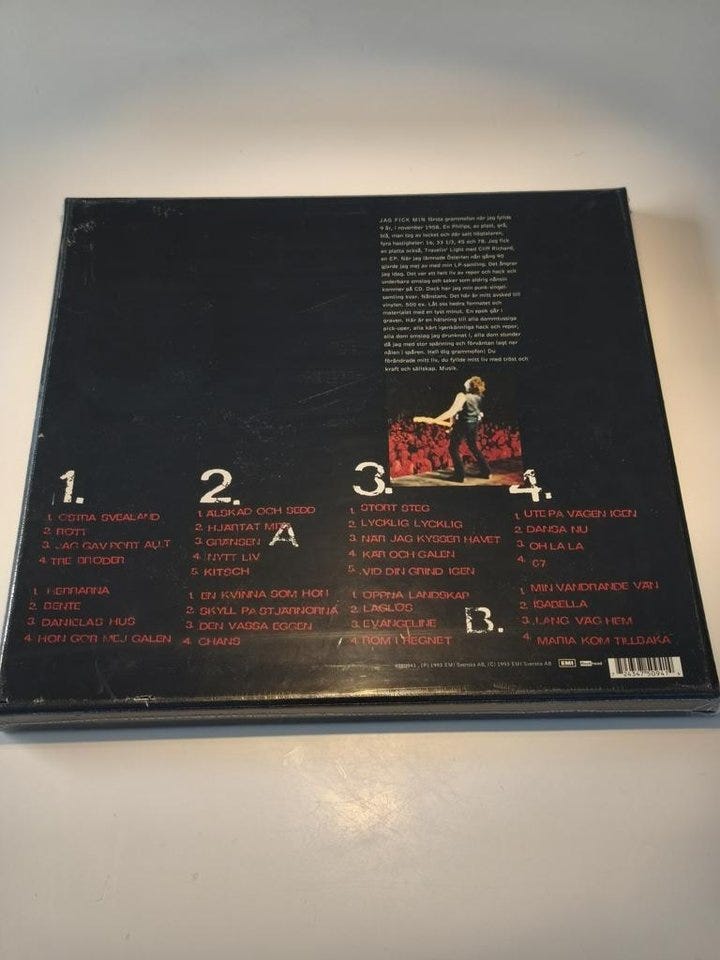 JAG FICK MIN första grammofon när jag fyllde
9 år, i november 1958. En Philips, av plast, grå,
blå, man tog av locket och där satt högtalaren,
fyra hastigheter: 16, 33 1/3, 45 och 78. Jag fick
en platta också, Travelin' Light med Cliff Richard,
en EP. När jag lämnade Österlen nån gång 90
gjorde jag mej av med min LP-samling. Det ångrar
jag idag. Det var ett helt liv av repor och hack och
underbara omslag och saker som aldrig nånsin
kommer på CD. Dock har jag min punk-vingel-
samling kvar. Nånstans. Det här är mitt avsked till
vinylen. 500 ex. Låt oss hedra formatet och
materialet med en tyst minut. En epok går i
graven. Här är en hälsning till alla dammtussiga
pick-uper, alla kärt igenkännliga hack och repor,
alla dom omslag jag drunknat i, alla dom stunder
då jag med stor spänning och förväntan lagt ner
nålen i spåren. Hell dig grammofon! Du
förändrade mitt liv, du fyllde mitt liv med tröst och
kraft och sällskap. Musik.
1.
1. ÖSTRA SVEALAND
2. RÖTT
3. JAG GAV BORT ALLT
4. TRE BRÖDER
1. HERRARNA
2. BENTE
3. DANIELAS HUS
4. HON GÖR MEJ GALEN
2.
1. ÄLSKAD OCH SEDD
2. HJÄRTAT MITT
3. GRÄNSEN
4. NYTT LIV
5. KITSCH
A
1. EN KVINNA SOM HON
2. SKYLL PÅ STJÄRNORNA
3. DEN VASSA EGGEN
4. CHANS
3.
1. STORT STEG
2. LYCKLIG LYCKLIG
3. NÄR JAG KYSSER HAVET
4. KÄR OCH GALEN
5. VID DIN GRIND IGEN
1. ÖPPNA LANDSKAP
2. LAGLÖS
3. EVANGELINE
4. ROM I REGNET
B.
4.
1. UTE PÅ VÄGEN IGEN
2. DANSA NU
3. OH LA LA
4. C7
1. MIN VANDRANDE VÄN
2. ISABELLA
3. LÅNG VÄG HEM
4. MARIA KOM TILLBAKA
(P) 1993 EMI Svenska AB, (C) 1993 EMI Svenska AB
EMI
7 24347 50941 4